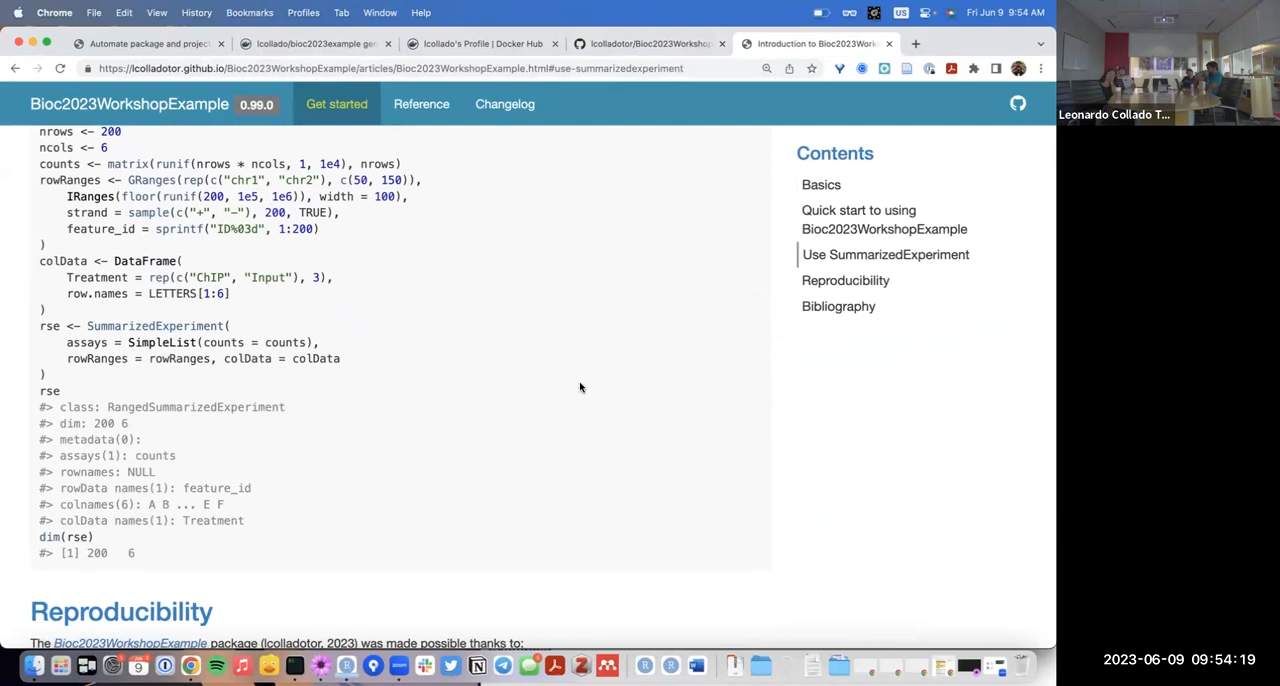 Chrome File Edit View History Bookmarks Profiles Tab Window Help US Fri Jun 9 9:54 AM
Automate package and project lcollado/bioc2023example ger lcollado's Profile | Docker Hub lcolladotor/Bioc2023Workshop Introduction to Bioc2023Works
https://lcolladotor.github.io/Bioc2023WorkshopExample/articles/Bioc2023WorkshopExample.html#use-summarizedexperiment
Bioc2023WorkshopExample 0.99.0 Get started Reference Changelog
Leonardo Collado T...
nrows <- 200
ncols <- 6
counts <- matrix(runif(nrows * ncols, 1, 1e4), nrows)
rowRanges <- GRanges(rep(c("chr1", "chr2"), c(50, 150)),
IRanges(floor(runif(200, 1e5, 1e6)), width = 100),
strand = sample(c("+", "-"), 200, TRUE),
feature_id = sprintf("ID%03d", 1:200)
)
colData <- DataFrame(
Treatment = rep(c("ChIP", "Input"), 3),
row.names = LETTERS[1:6]
)
rse <- SummarizedExperiment(
assays = SimpleList(counts = counts),
rowRanges = rowRanges, colData = colData
)
rse
#> class: RangedSummarizedExperiment
#> dim: 200 6
#> metadata(0):
#> assays(1): counts
#> rownames: NULL
#> rowData names(1): feature_id
#> colnames(6): A B ... E F
#> colData names(1): Treatment
dim(rse)
#> [1] 200 6
Contents
Basics
Quick start to using
Bioc2023WorkshopExample
Use SummarizedExperiment
Reproducibility
Bibliography
Reproducibility
The Bioc2023WorkshopExample package (lcolladotor, 2023) was made possible thanks to:
2023-06-09 09:54:19